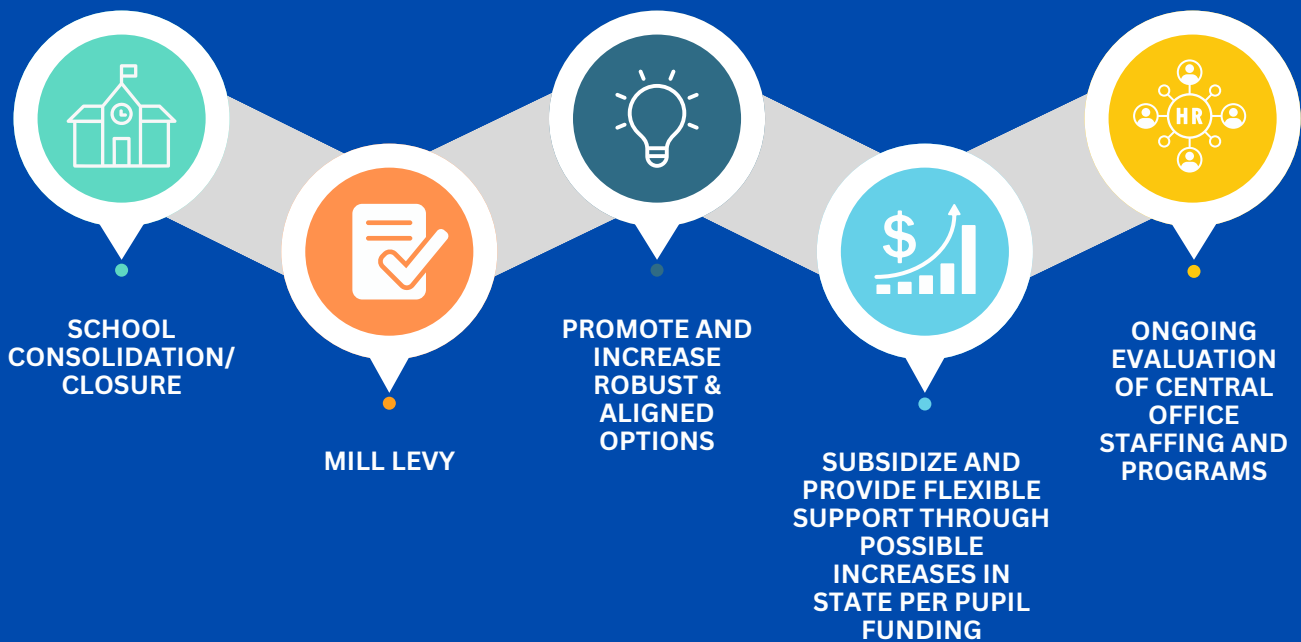 SCHOOL
CONSOLIDATION/
CLOSURE
MILL LEVY
PROMOTE AND
INCREASE
ROBUST &
ALIGNED
OPTIONS
$
SUBSIDIZE AND
PROVIDE FLEXIBLE
SUPPORT THROUGH
POSSIBLE
INCREASES IN
STATE PER PUPIL
FUNDING
HR
ONGOING
EVALUATION
OF CENTRAL
OFFICE
STAFFING AND
PROGRAMS